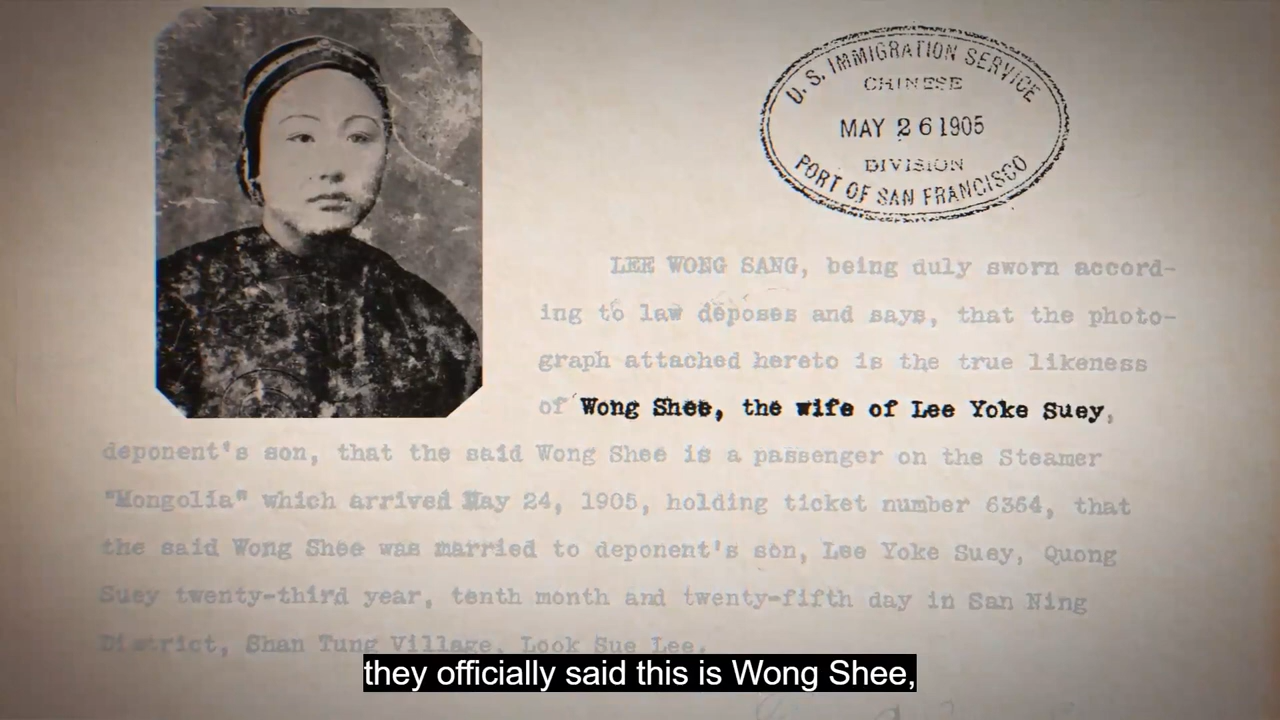 U. S. IMMIGRATION SERVICE
CHINESE
MAY 26 1905
DIVISION
PORT OF SAN FRANCISCO
LEE WONG SANG, being duly sworn accord-
ing to law deposes and says, that the photo-
graph attached hereto is the true likeness
of Wong Shee, the wife of Lee Yoke Suey,
deponent's son, that the said Wong Shee is a passenger on the Steamer
"Mongolia" which arrived May 24, 1905, holding ticket number 6364, that
the said Wong Shee was married to deponent's son, Lee Yoke Suey, Quong
Suey twenty-third year, tenth month and twenty-fifth day in San Ning
District, Shan Tung Village, Look Sue Lee.
they officially said this is Wong Shee,